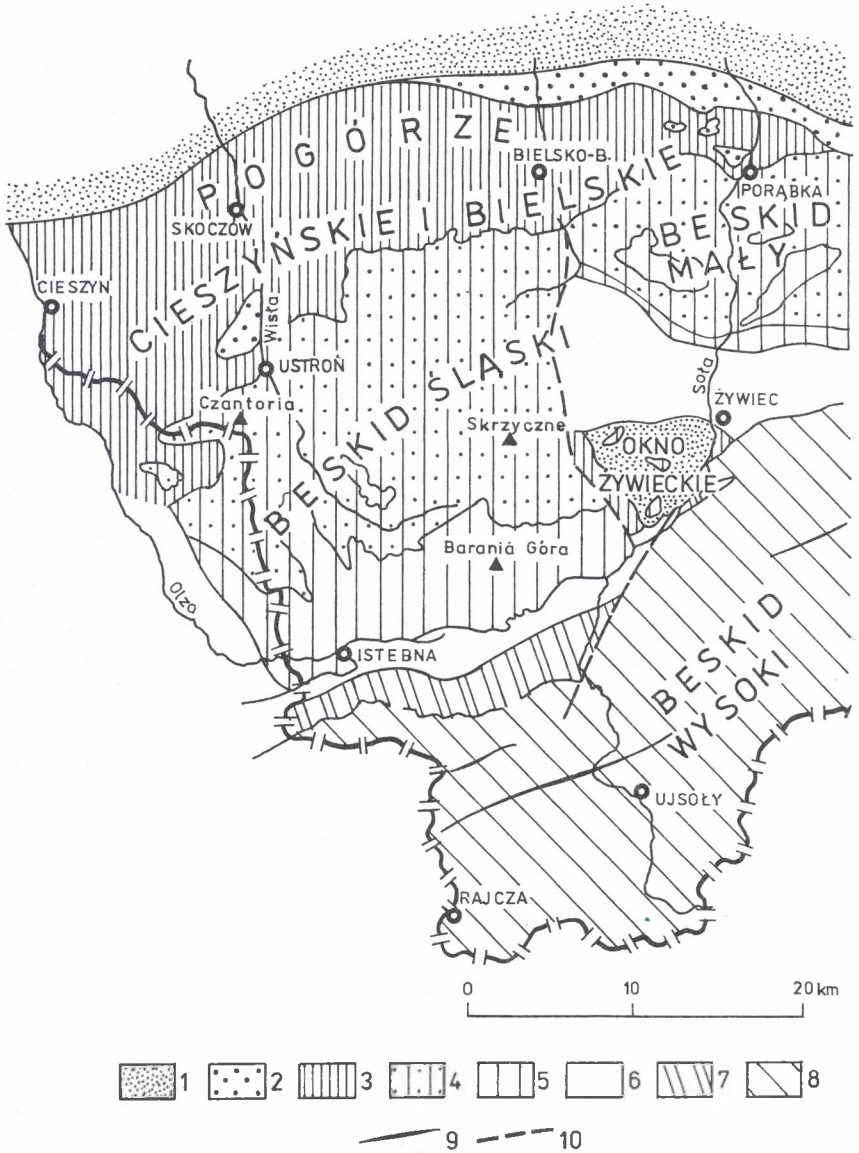 POGÓRZE
CIESZYŃSKIE I BIELSKIE
BIELSKO-B.
SKOCZÓW
PORĄBKA
BESKID
MAŁY
CIESZYN
Wisła
USTROŃ
Czantoria
BESKID ŚLĄSKI
Skrzyczne
Soła
ŻYWIEC
OKNO
ŻYWIECKIE
Barania Góra
Olza
ISTEBNA
BESKID
WYSOKI
UJSOŁY
RAJCZA
0 10 20 km
1 2 3 4 5 6 7 8
9 10